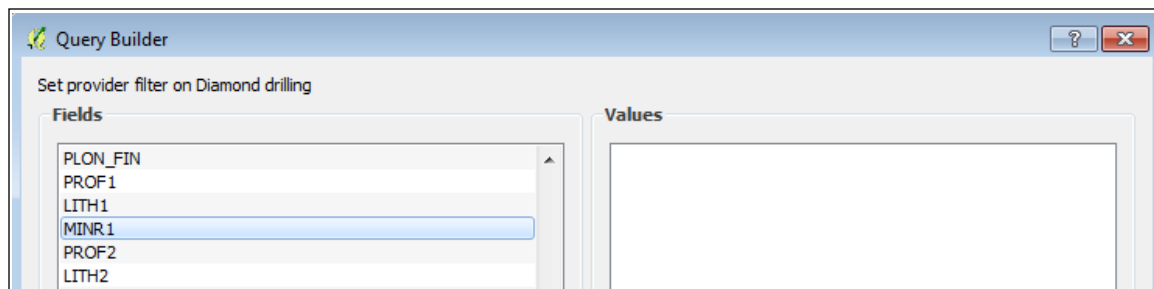 Query Builder
?
Set provider filter on Diamond drilling
Fields
Values
PLON_FIN
PROF1
LITH1
MINR1
PROF2
LITH2